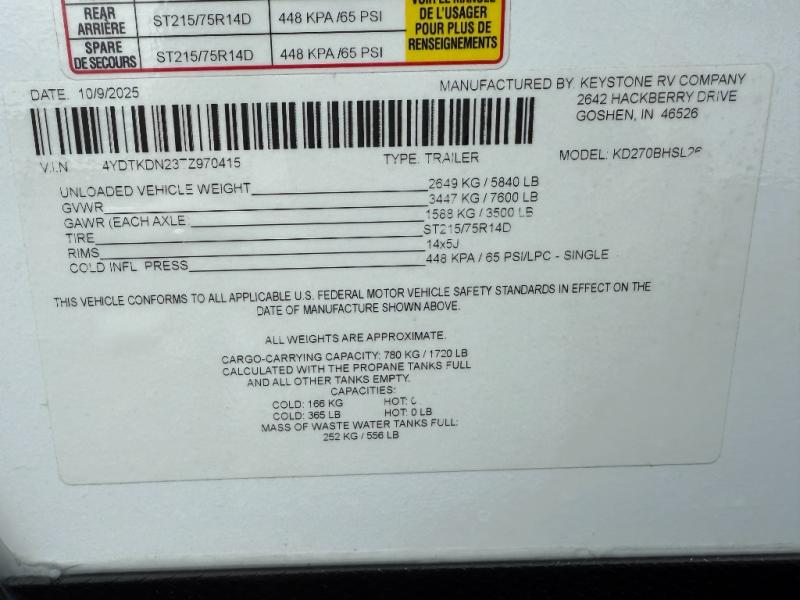 VOIR LE MANUEL
DE L'USAGER
POUR PLUS DE
RENSEIGNEMENTS
REAR
ARRIÈRE
ST215/75R14D
448 KPA /65 PSI
SPARE
DE SECOURS
ST215/75R14D
448 KPA /65 PSI
DATE. 10/9/2025
MANUFACTURED BY KEYSTONE RV COMPANY
2642 HACKBERRY DRIVE
GOSHEN, IN 46526
V.I.N 4YDTKDN23TZ970415 TYPE. TRAILER MODEL: KD270BHSL26
UNLOADED VEHICLE WEIGHT 2649 KG / 5840 LB
GVWR 3447 KG / 7600 LB
GAWR (EACH AXLE 1588 KG / 3500 LB
TIRE ST215/75R14D
RIMS 14x5J
COLD INFL PRESS 448 KPA / 65 PSI/LPC - SINGLE
THIS VEHICLE CONFORMS TO ALL APPLICABLE U.S. FEDERAL MOTOR VEHICLE SAFETY STANDARDS IN EFFECT ON THE
DATE OF MANUFACTURE SHOWN ABOVE.
ALL WEIGHTS ARE APPROXIMATE.
CARGO-CARRYING CAPACITY: 780 KG / 1720 LB
CALCULATED WITH THE PROPANE TANKS FULL
AND ALL OTHER TANKS EMPTY.
CAPACITIES:
COLD: 166 KG HOT:
COLD: 365 LB HOT: 0 LB
MASS OF WASTE WATER TANKS FULL:
252 KG / 556 LB